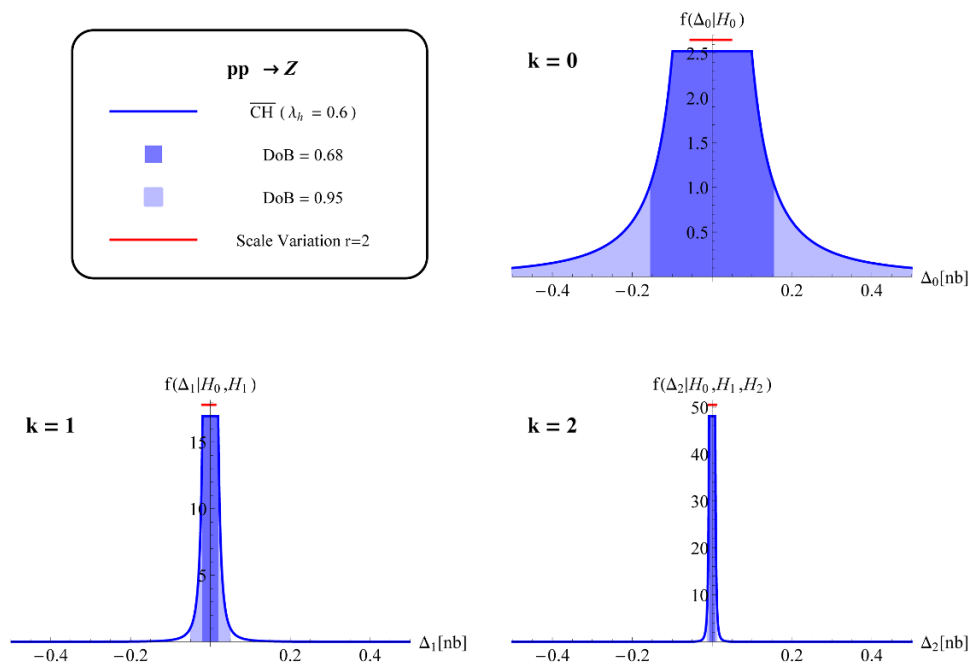 pp → Z
C̅H̅ ( λₕ = 0.6 )
DoB = 0.68
DoB = 0.95
Scale Variation r=2
f(Δ₀|H₀)
k = 0
2.5
2.0
1.5
1.0
0.5
−0.4 −0.2 0.2 0.4 Δ₀[nb]
f(Δ₁|H₀,H₁)
k = 1
15
10
5
−0.4 −0.2 0.2 0.4 Δ₁[nb]
f(Δ₂|H₀,H₁,H₂)
k = 2
50
40
30
20
10
−0.4 −0.2 0.2 0.4 Δ₂[nb]